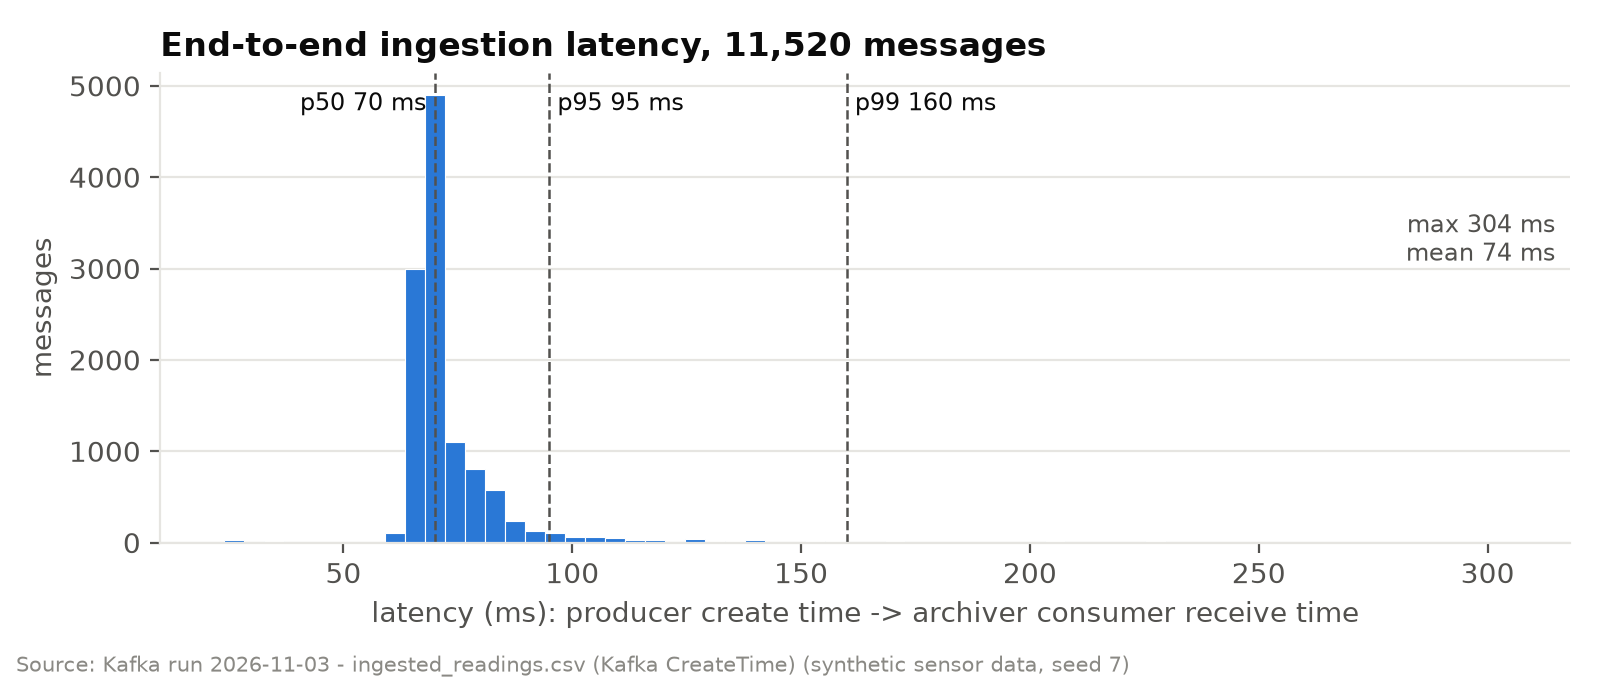 End-to-end ingestion latency, 11,520 messages
5000
p50 70 ms
p95 95 ms
p99 160 ms
4000
max 304 ms
mean 74 ms
3000
messages
2000
1000
0
50
100
150
200
250
300
latency (ms): producer create time -> archiver consumer receive time
Source: Kafka run 2026-11-03 - ingested_readings.csv (Kafka CreateTime) (synthetic sensor data, seed 7)